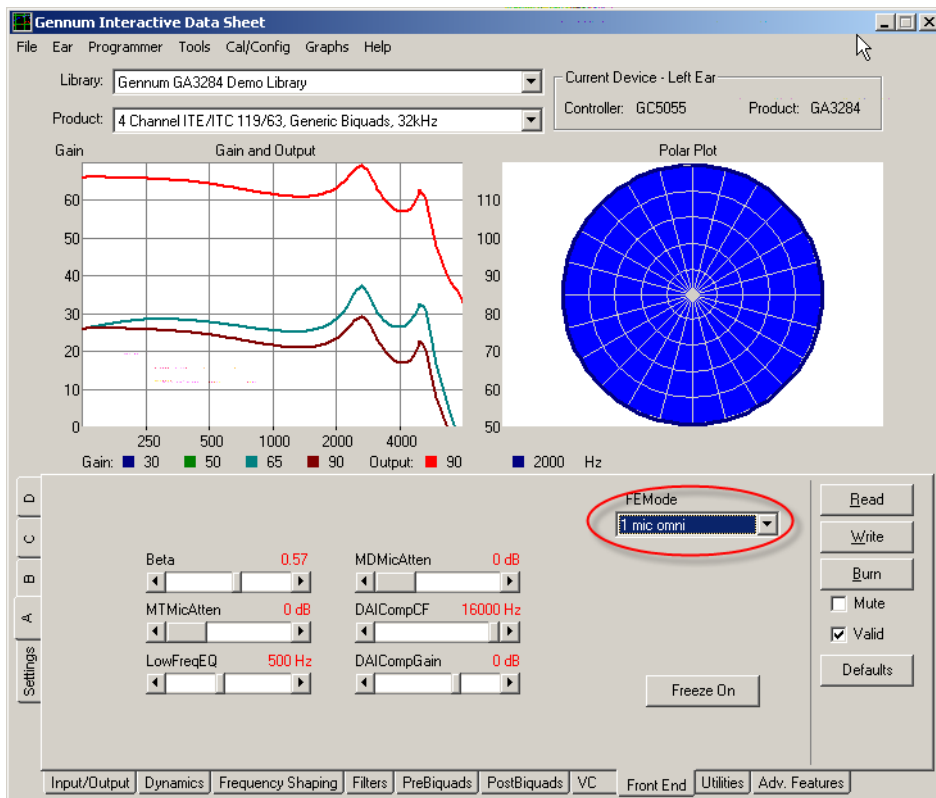 Gennum Interactive Data Sheet
File Ear Programmer Tools Cal/Config Graphs Help
Library: Gennum GA3284 Demo Library
Current Device - Left Ear
Controller: GC5055 Product: GA3284
Product: 4 Channel ITE/ITC 119/63, Generic Biquads, 32kHz
Gain Gain and Output Polar Plot
60 110
50 100
40 90
30 80
20 70
10 60
0 50
250 500 1000 2000 4000
Gain: 30 50 65 90 Output: 90 2000 Hz
FEMode
1 mic omni
Beta 0.57 MDMicAtten 0 dB
MTMicAtten 0 dB DAICompCF 16000 Hz
LowFreqEQ 500 Hz DAICompGain 0 dB
Freeze On
Read
Write
Burn
Mute
Valid
Defaults
D
C
B
A
Settings
Input/Output Dynamics Frequency Shaping Filters PreBiquads PostBiquads VC Front End Utilities Adv. Features